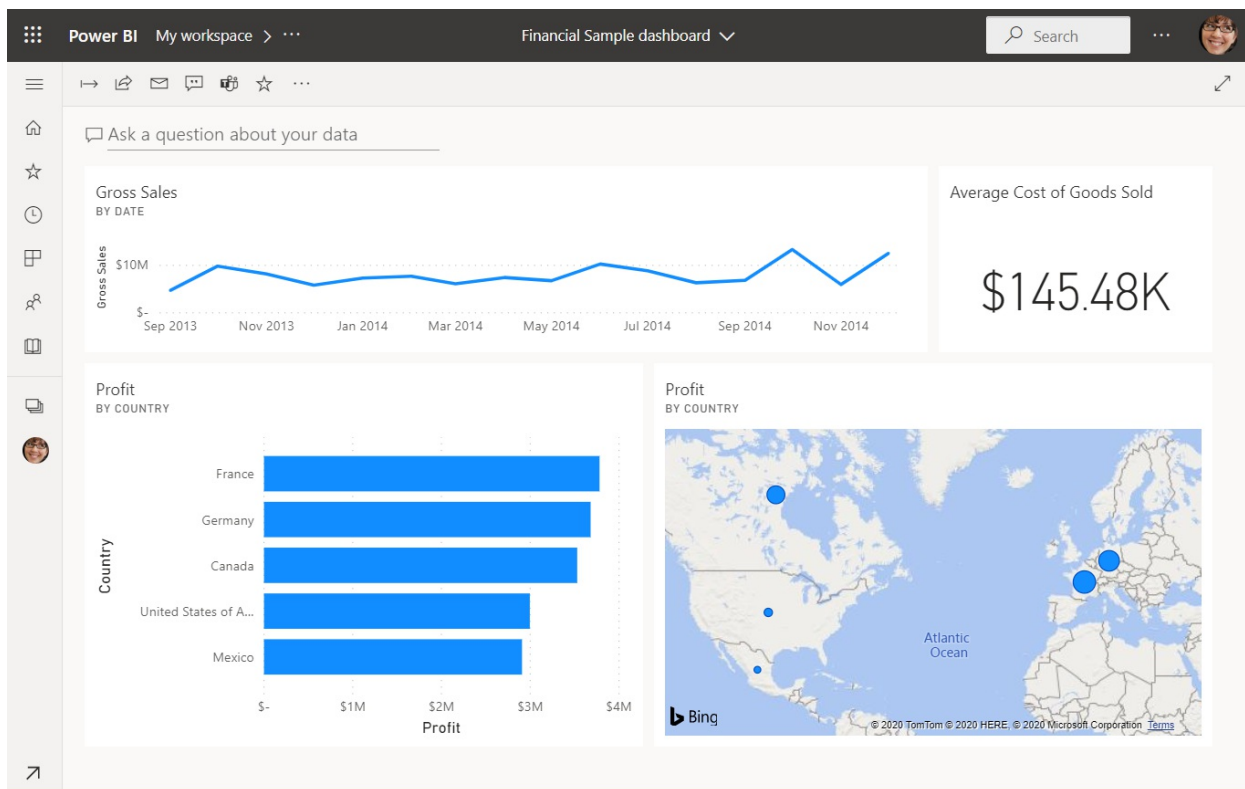 Power BI My workspace > ··· Financial Sample dashboard Search ···
Ask a question about your data
Gross Sales
BY DATE
Gross Sales
$10M
$-
Sep 2013 Nov 2013 Jan 2014 Mar 2014 May 2014 Jul 2014 Sep 2014 Nov 2014
Average Cost of Goods Sold
$145.48K
Profit
BY COUNTRY
Country
France
Germany
Canada
United States of A...
Mexico
$- $1M $2M $3M $4M
Profit
Profit
BY COUNTRY
Atlantic
Ocean
Bing
© 2020 TomTom © 2020 HERE, © 2020 Microsoft Corporation Terms